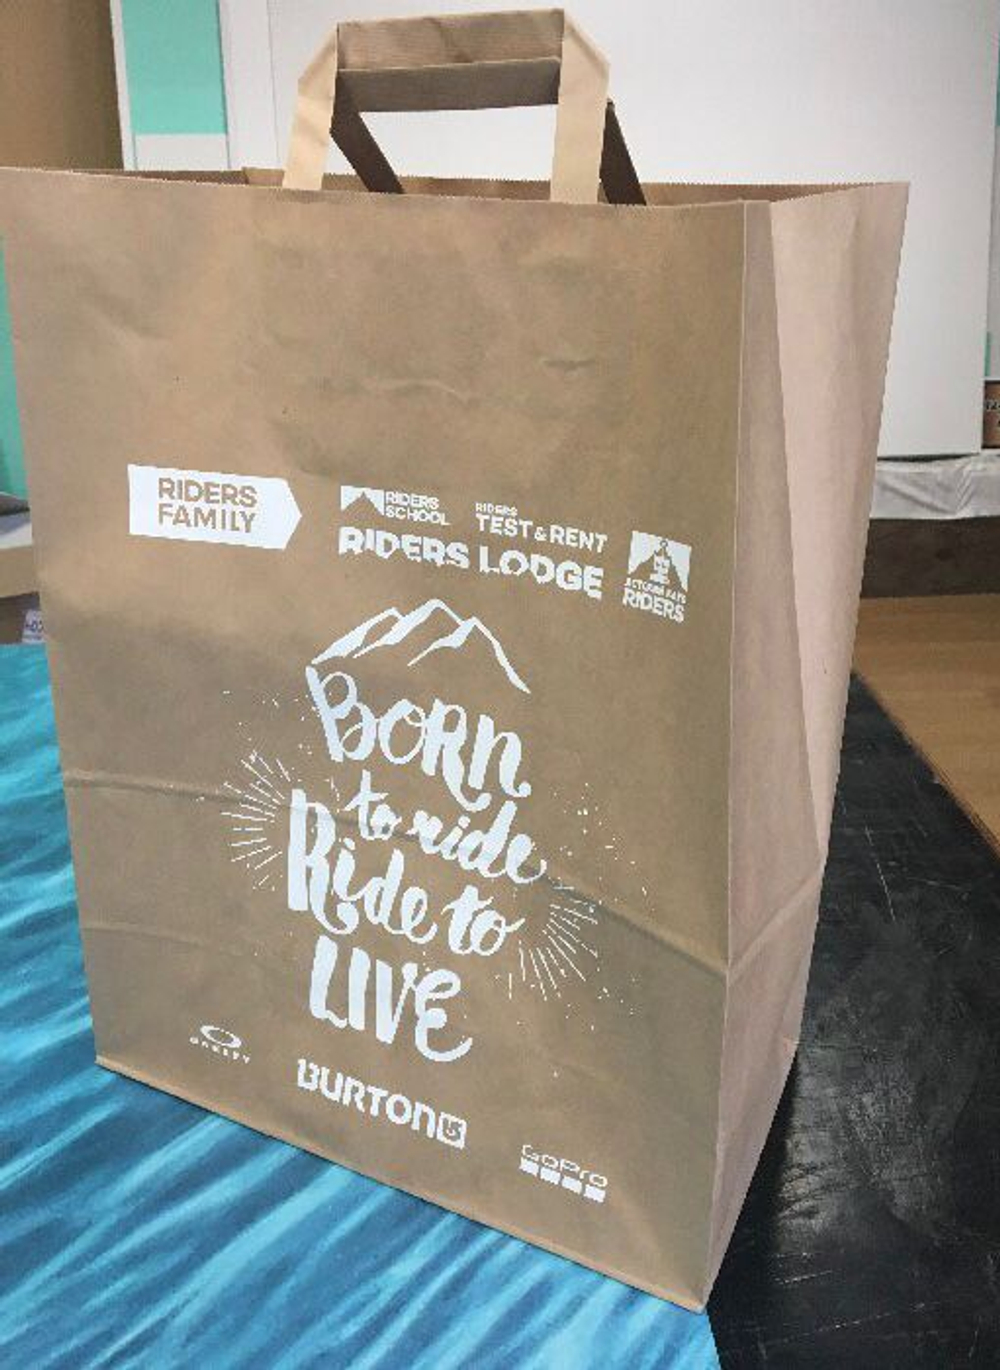 RIDERS
FAMILY
RIDERS
SCHOOL
RIDERS
TEST & RENT
RIDERS LODGE
RIDERS
BORN
to ride
Ride to
LIVE
OAKLEY
BURTON
GoPro